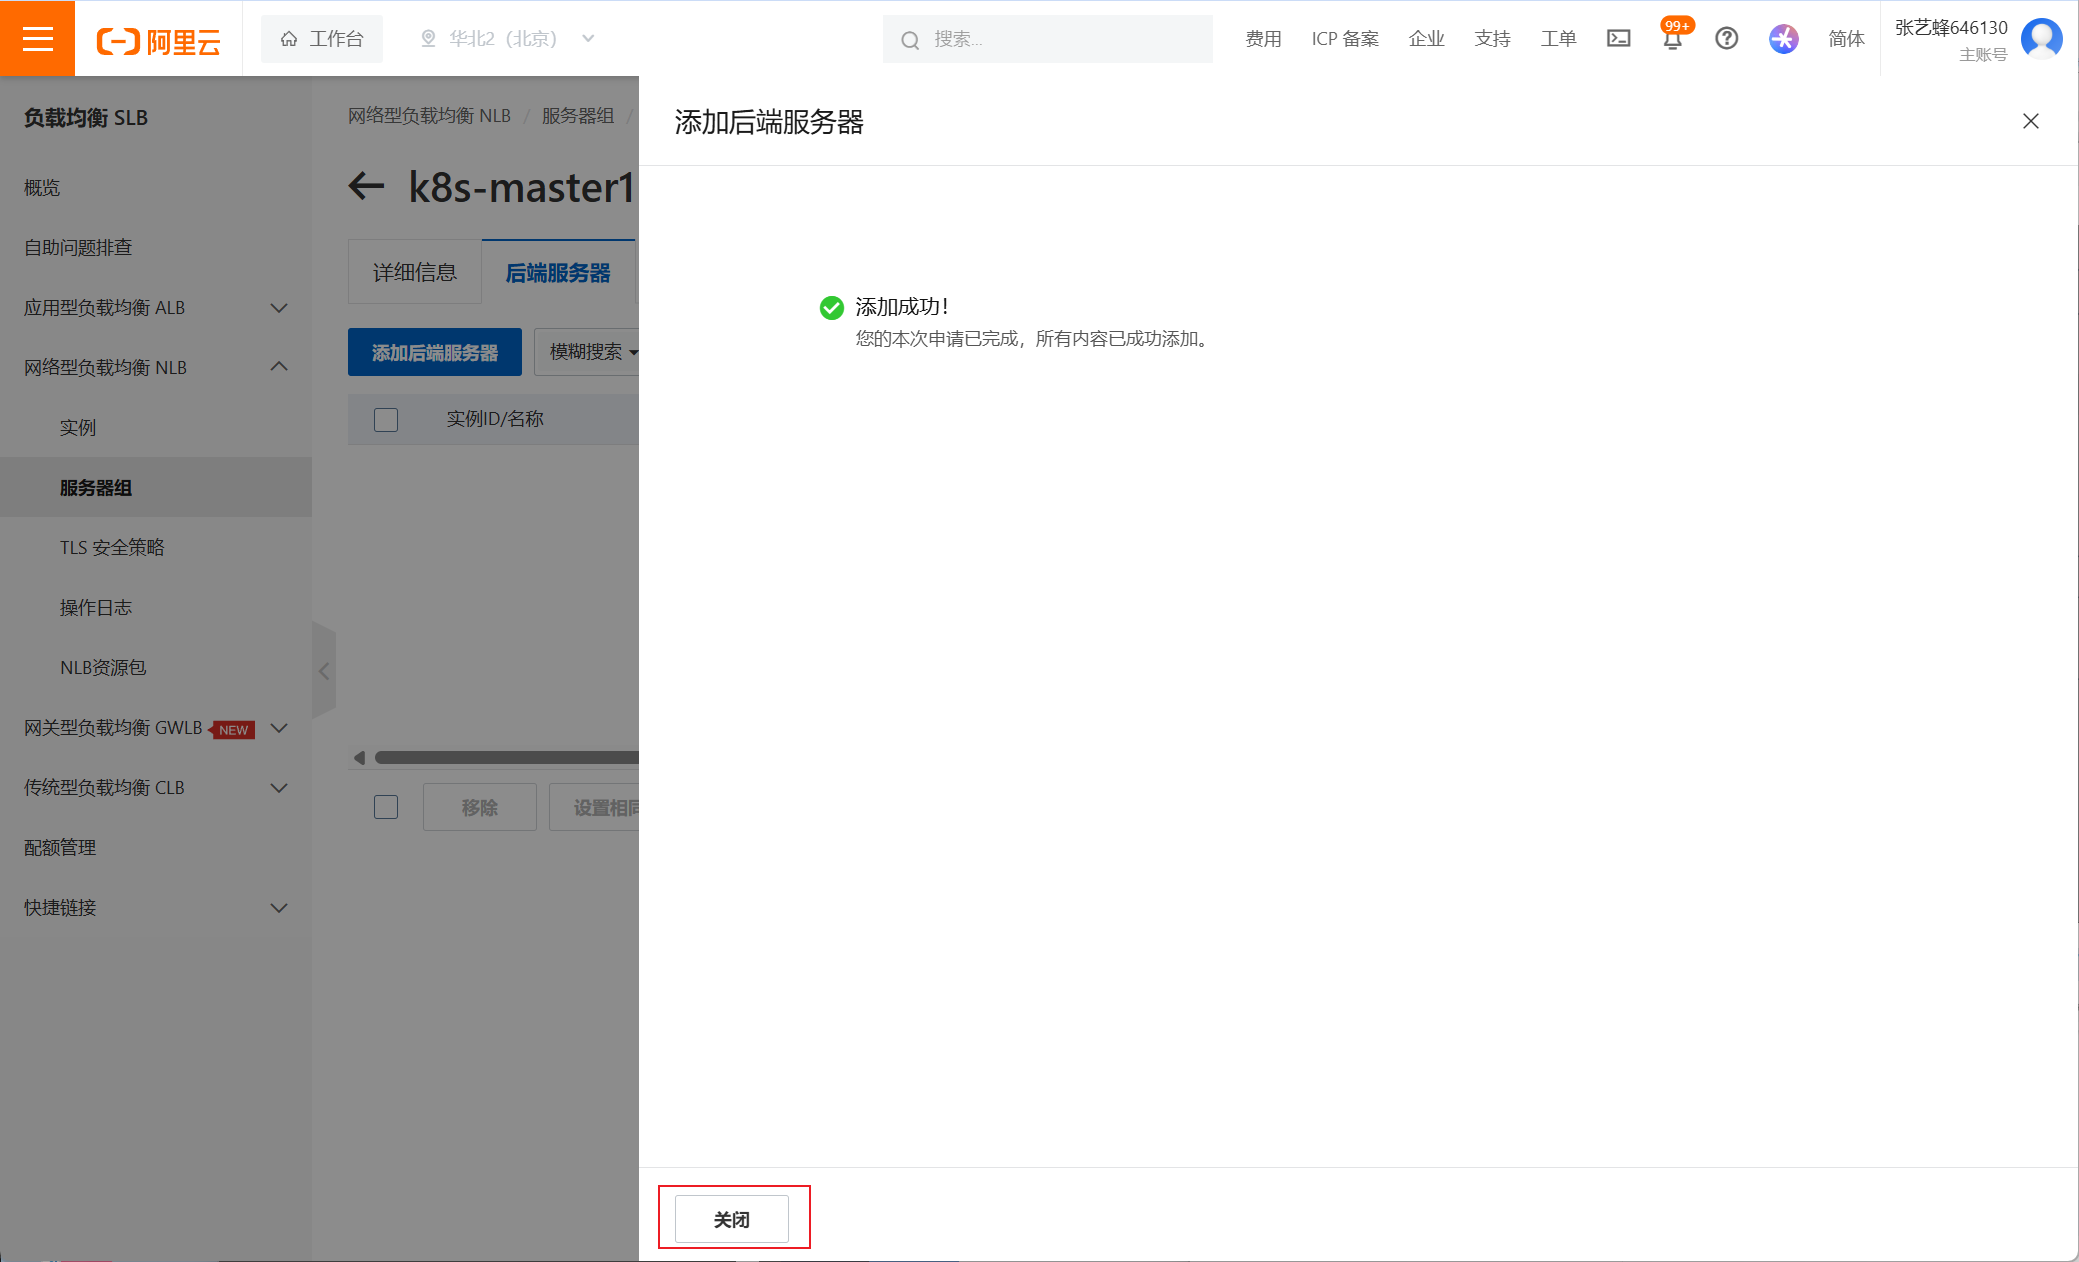 阿里云
工作台
华北2（北京）
搜索...
费用
ICP 备案
企业
支持
工单
99+
简体
张艺蜂646130
主账号
负载均衡 SLB
概览
自助问题排查
应用型负载均衡 ALB
网络型负载均衡 NLB
实例
服务器组
TLS 安全策略
操作日志
NLB资源包
网关型负载均衡 GWLB NEW
传统型负载均衡 CLB
配额管理
快捷链接
网络型负载均衡 NLB / 服务器组 /
k8s-master1
详细信息
后端服务器
添加后端服务器
模糊搜索
实例ID/名称
移除
设置相同
添加后端服务器
添加成功！
您的本次申请已完成，所有内容已成功添加。
关闭